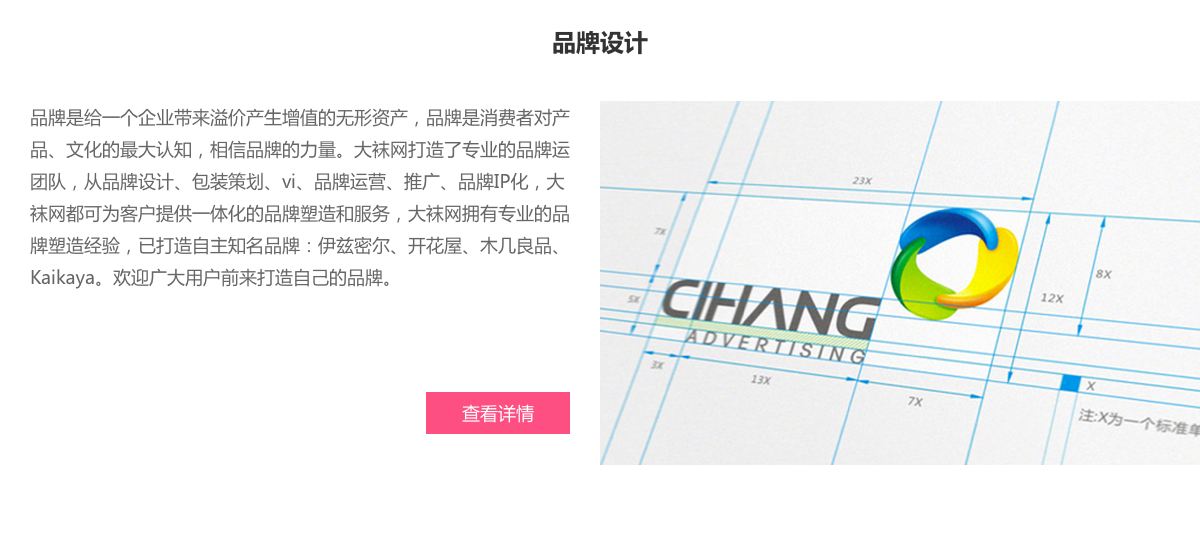 品牌设计
品牌是给一个企业带来溢价产生增值的无形资产，品牌是消费者对产
品、文化的最大认知，相信品牌的力量。大袜网打造了专业的品牌运
团队，从品牌设计、包装策划、vi、品牌运营、推广、品牌IP化，大
袜网都可为客户提供一体化的品牌塑造和服务，大袜网拥有专业的品
牌塑造经验，已打造自主知名品牌：伊兹密尔、开花屋、木几良品、
Kaikaya。欢迎广大用户前来打造自己的品牌。
查看详情
23X
7X
8X
5X
12X
CIHANG
ADVERTISING
3X
13X
7X
X
注:X为一个标准单